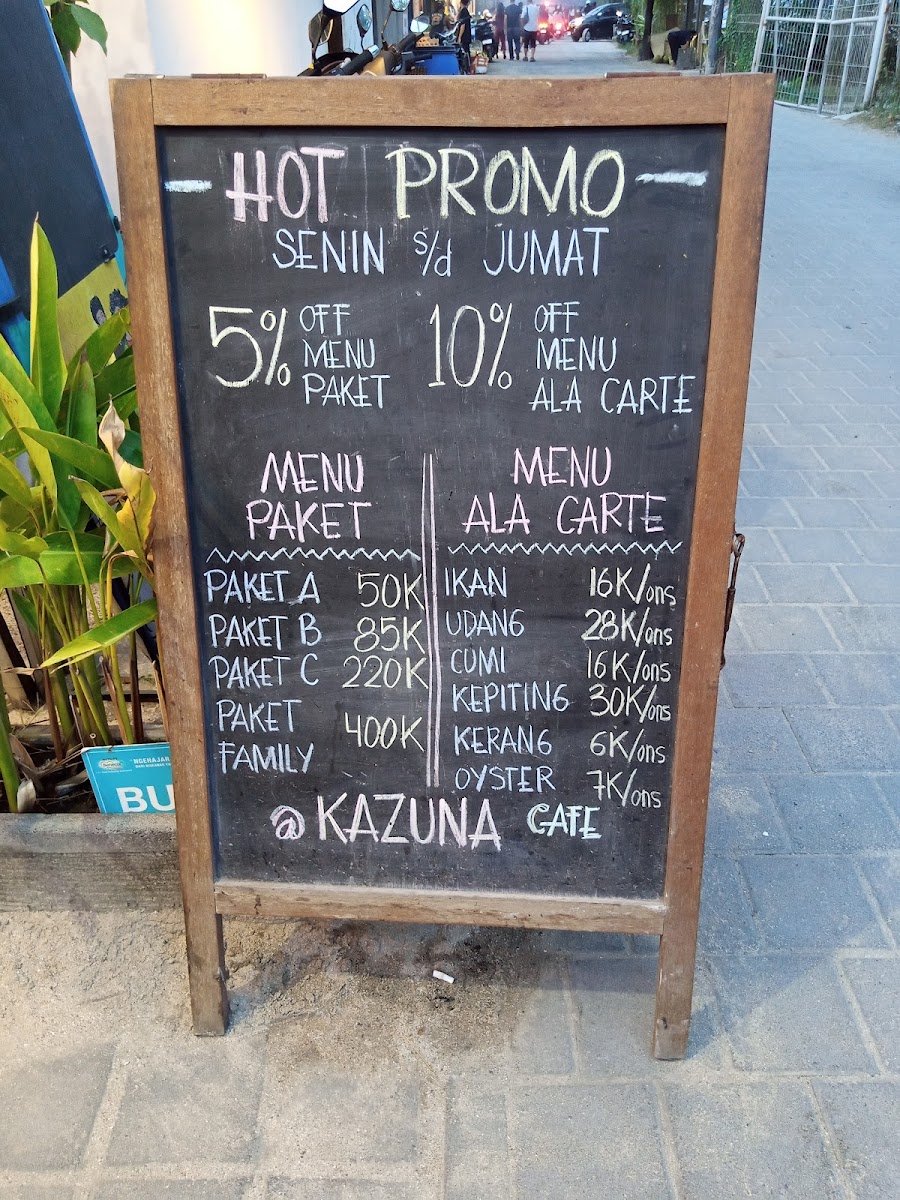 HOT PROMO
SENIN s/d JUMAT
5% OFF MENU PAKET
10% OFF MENU ALA CARTE
MENU PAKET
PAKET A 50K
PAKET B 85K
PAKET C 220K
PAKET FAMILY 400K
MENU ALA CARTE
IKAN 16K/ons
UDANG 28K/ons
CUMI 16K/ons
KEPITING 30K/ons
KERANG 6K/ons
OYSTER 7K/ons
@ KAZUNA CAFE
BU